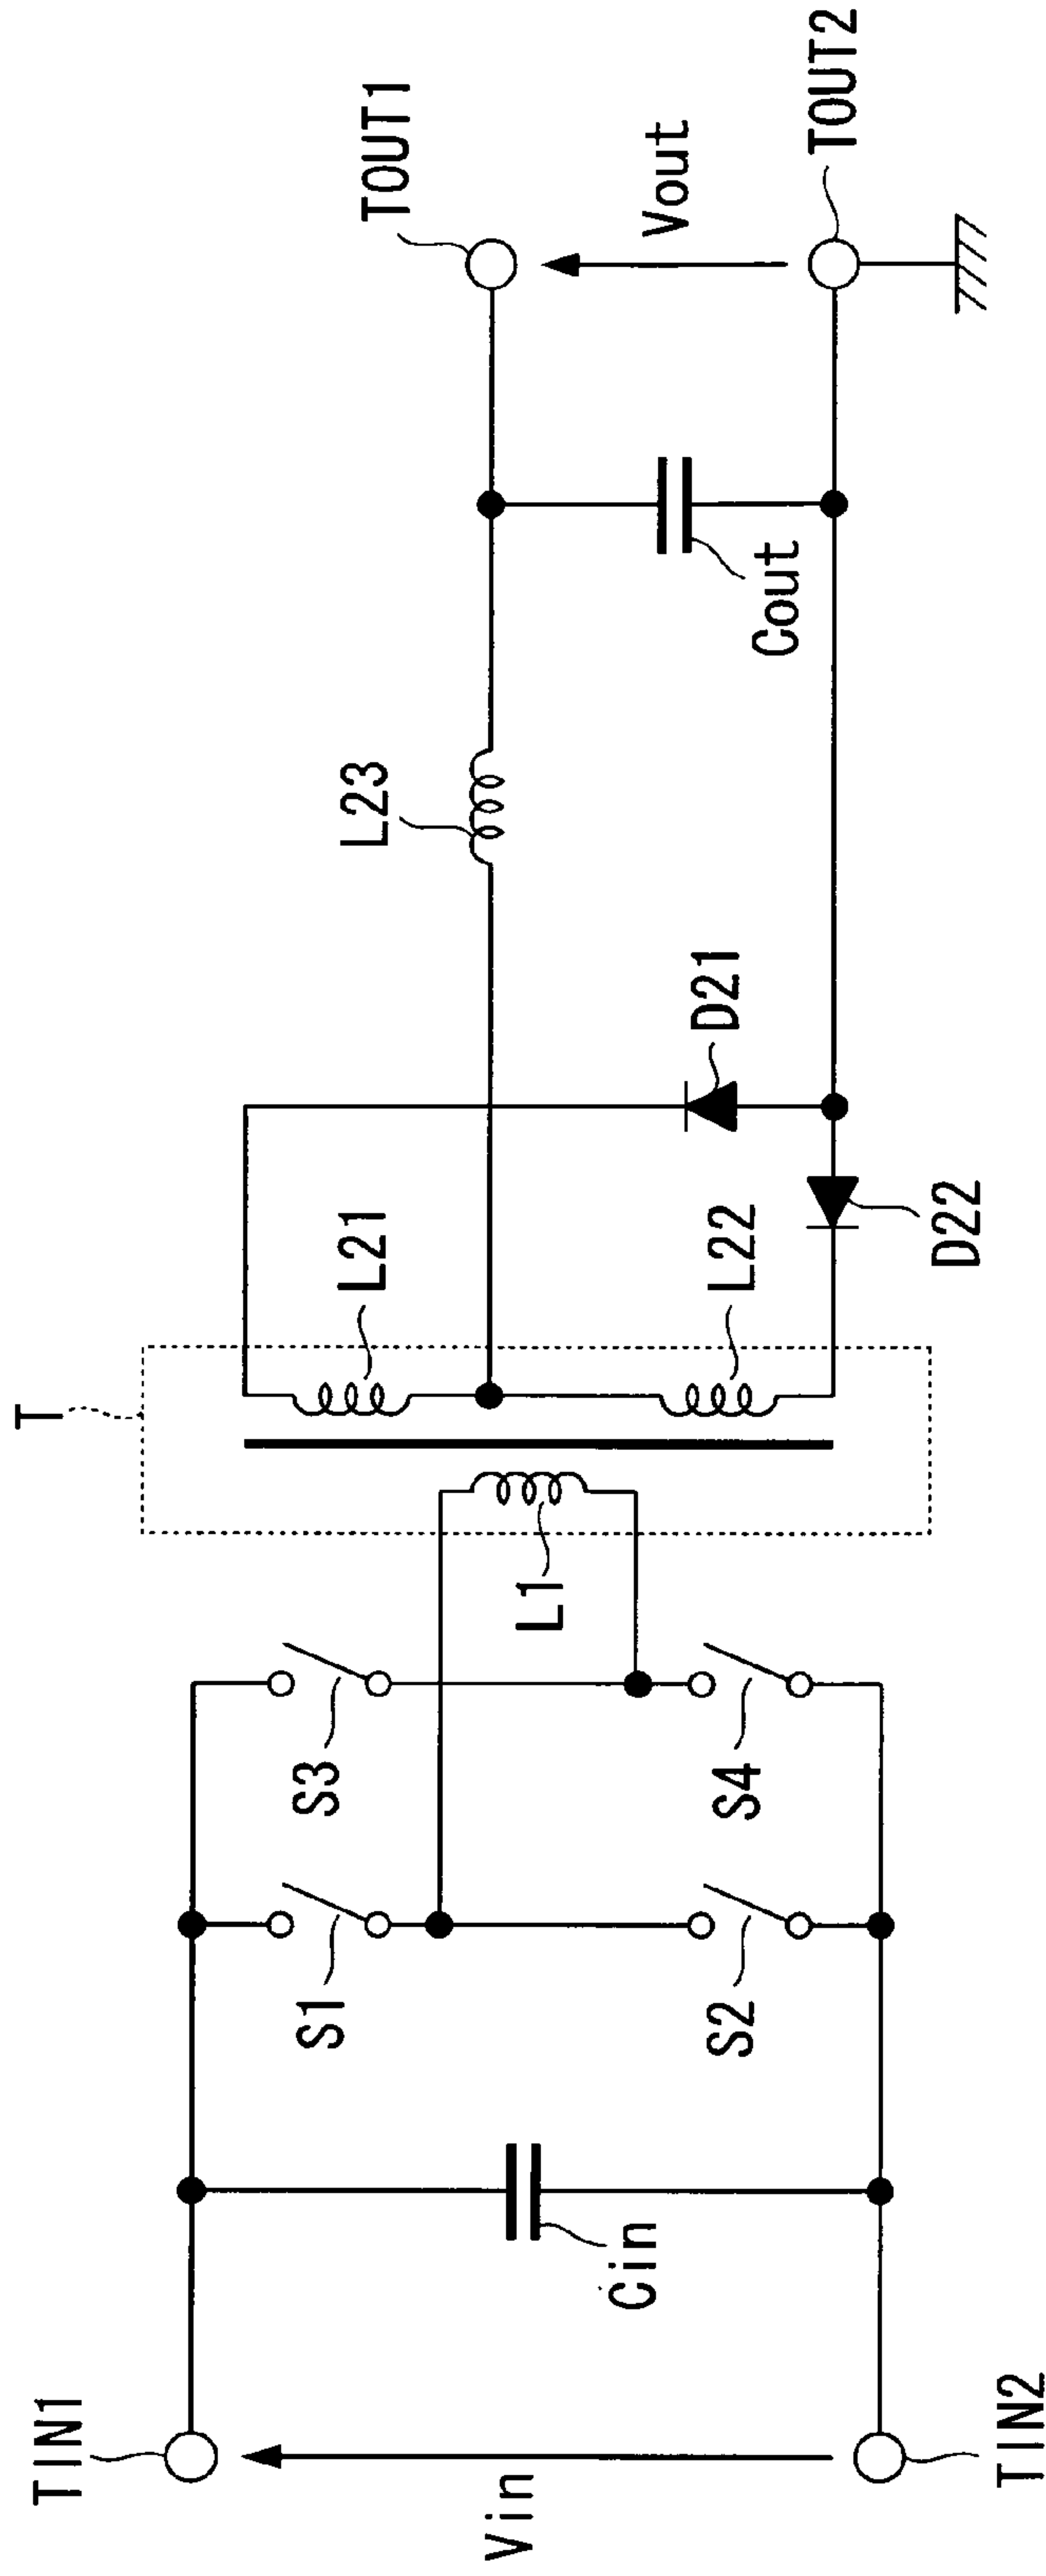 TIN1
Vin
TIN2
Cin
S1
S2
S3
S4
L1
T
L21
L22
D21
D22
L23
Cout
TOUT1
Vout
TOUT2